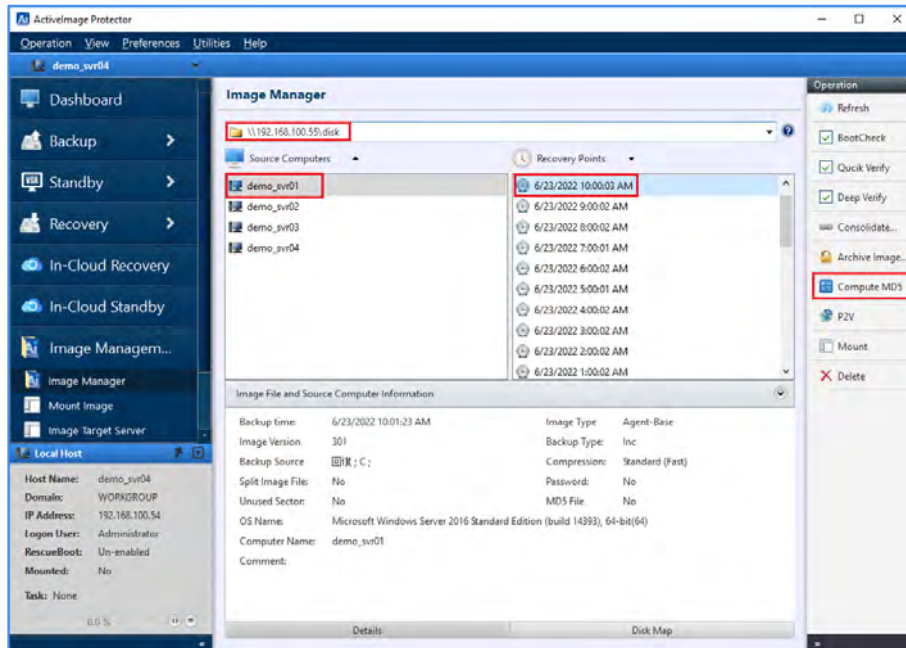 ActiveImage Protector
Operation View Preferences Utilities Help
demo_svr04
Dashboard
Backup
Standby
Recovery
In-Cloud Recovery
In-Cloud Standby
Image Managem...
Image Manager
Mount Image
Image Target Server
Local Host
Host Name: demo_svr04
Domain: WORKGROUP
IP Address: 192.168.100.54
Logon User: Administrator
RescueBoot: Un-enabled
Mounted: No
Task: None
0.0 %
Image Manager
\\192.168.100.55\disk
Source Computers
demo_svr01
demo_svr02
demo_svr03
demo_svr04
Recovery Points
6/23/2022 10:00:03 AM
6/23/2022 9:00:02 AM
6/23/2022 8:00:02 AM
6/23/2022 7:00:01 AM
6/23/2022 6:00:02 AM
6/23/2022 5:00:01 AM
6/23/2022 4:00:02 AM
6/23/2022 3:00:02 AM
6/23/2022 2:00:02 AM
6/23/2022 1:00:02 AM
Image File and Source Computer Information
Backup time: 6/23/2022 10:01:23 AM
Image Version 301
Backup Source ; C ;
Split Image File: No
Unused Sector: No
OS Name: Microsoft Windows Server 2016 Standard Edition (build 14393), 64-bit(64)
Computer Name: demo_svr01
Comment:
Image Type Agent-Base
Backup Type: Inc
Compression: Standard (Fast)
Password: No
MD5 File No
Details
Disk Map
Operation
Refresh
BootCheck
Qucik Verify
Deep Verify
Consolidate...
Archive Image...
Compute MD5
P2V
Mount
Delete